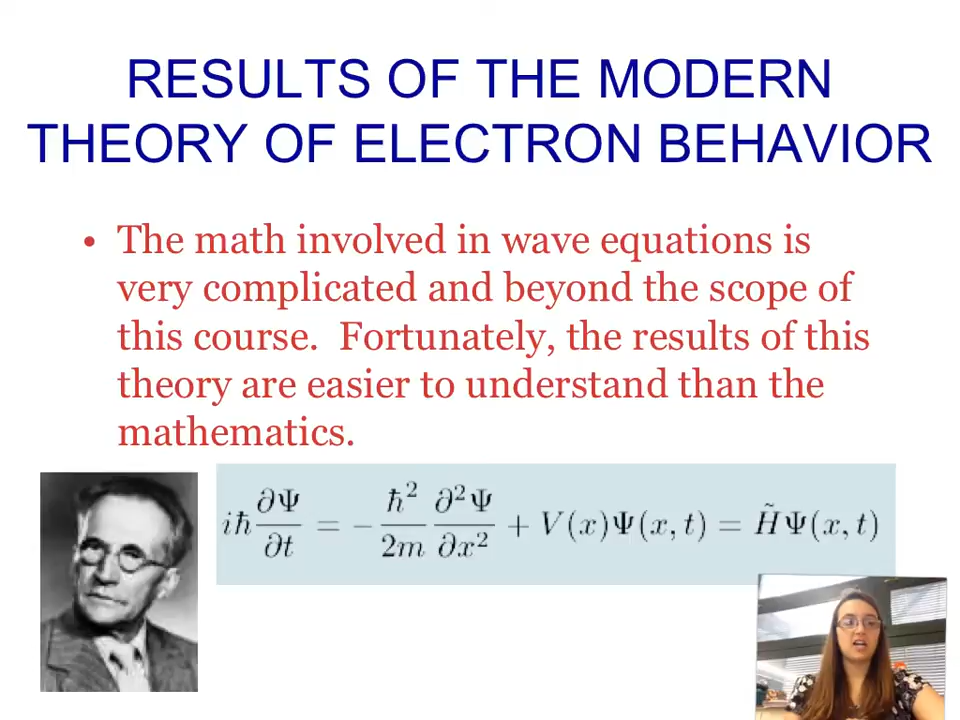 RESULTS OF THE MODERN
THEORY OF ELECTRON BEHAVIOR
• The math involved in wave equations is
very complicated and beyond the scope of
this course.  Fortunately, the results of this
theory are easier to understand than the
mathematics.
iħ ∂Ψ/∂t = − ħ²/2m ∂²Ψ/∂x² + V(x)Ψ(x,t) = H̃Ψ(x,t)